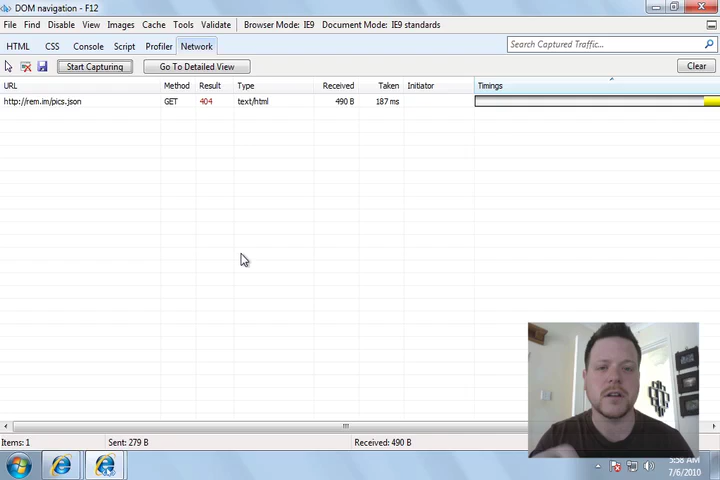 DOM navigation - F12
File Find Disable View Images Cache Tools Validate Browser Mode: IE9 Document Mode: IE9 standards
HTML CSS Console Script Profiler Network Search Captured Traffic...
Start Capturing Go To Detailed View Clear
URL Method Result Type Received Taken Initiator Timings
http://rem.im/pics.json GET 404 text/html 490 B 187 ms
Items: 1 Sent: 279 B Received: 490 B
5:58 AM
7/6/2010